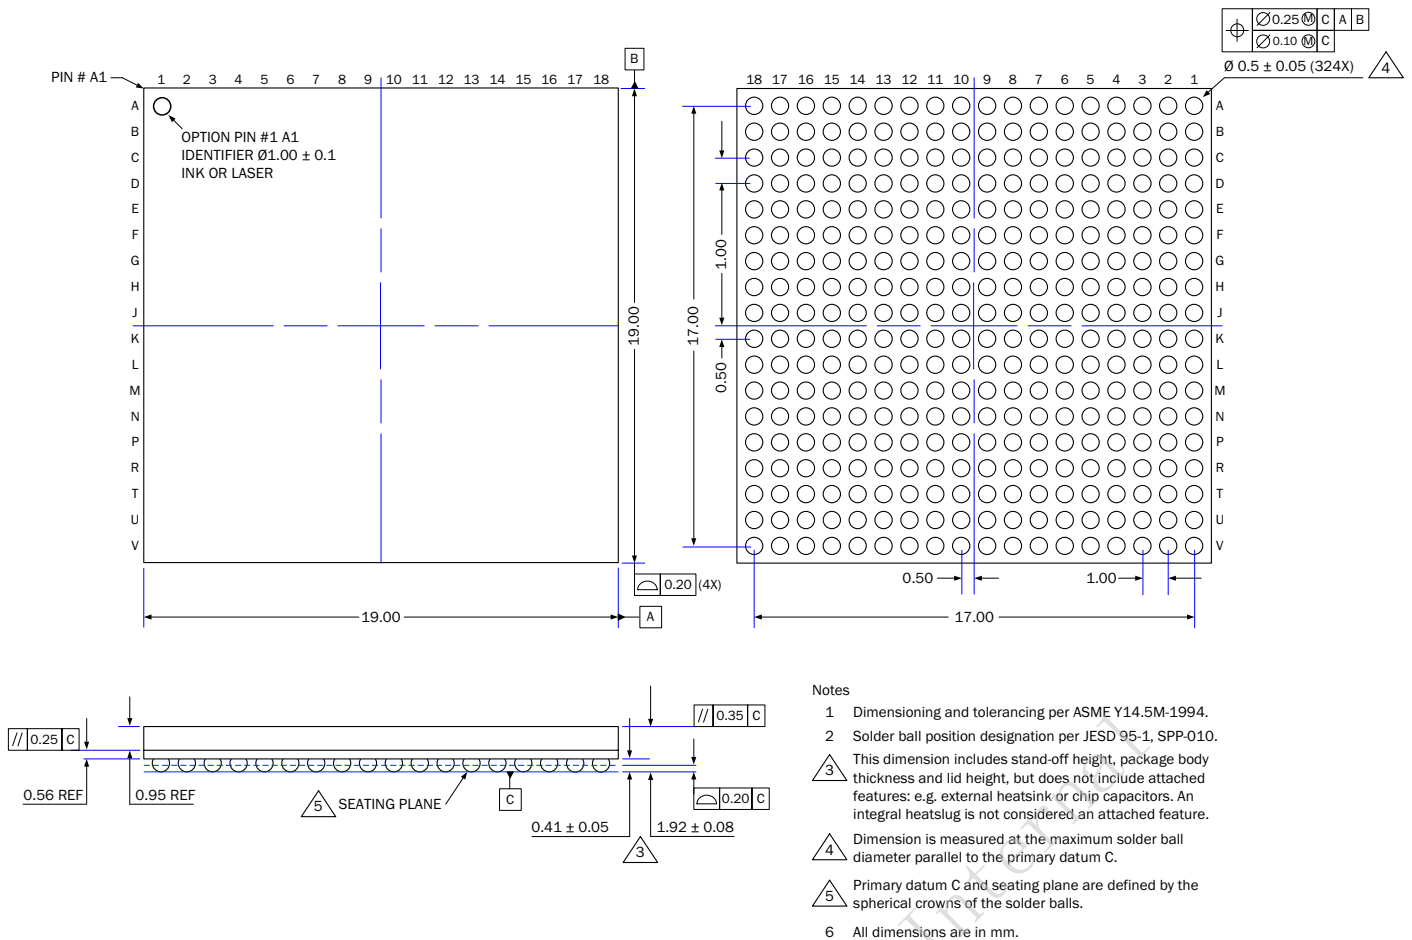 B
PIN # A1
1 2 3 4 5 6 7 8 9 10 11 12 13 14 15 16 17 18
A
B
C
D
E
F
G
H
J
K
L
M
N
P
R
T
U
V
OPTION PIN #1 A1
IDENTIFIER Ø1.00 ± 0.1
INK OR LASER
19.00
0.20 (4X)
19.00
A
Ø0.25 Ⓜ C A B
Ø0.10 Ⓜ C
Ø 0.5 ± 0.05 (324X)
4
18 17 16 15 14 13 12 11 10 9 8 7 6 5 4 3 2 1
A
B
C
D
E
F
G
H
J
K
L
M
N
P
R
T
U
V
1.00
17.00
0.50
0.50
1.00
17.00
// 0.25 C
0.56 REF
0.95 REF
5 SEATING PLANE
C
// 0.35 C
0.20 C
0.41 ± 0.05
1.92 ± 0.08
3
Notes
1 Dimensioning and tolerancing per ASME Y14.5M-1994.
2 Solder ball position designation per JESD 95-1, SPP-010.
3 This dimension includes stand-off height, package body
thickness and lid height, but does not include attached
features: e.g. external heatsink or chip capacitors. An
integral heatslug is not considered an attached feature.
4 Dimension is measured at the maximum solder ball
diameter parallel to the primary datum C.
5 Primary datum C and seating plane are defined by the
spherical crowns of the solder balls.
6 All dimensions are in mm.
Internal